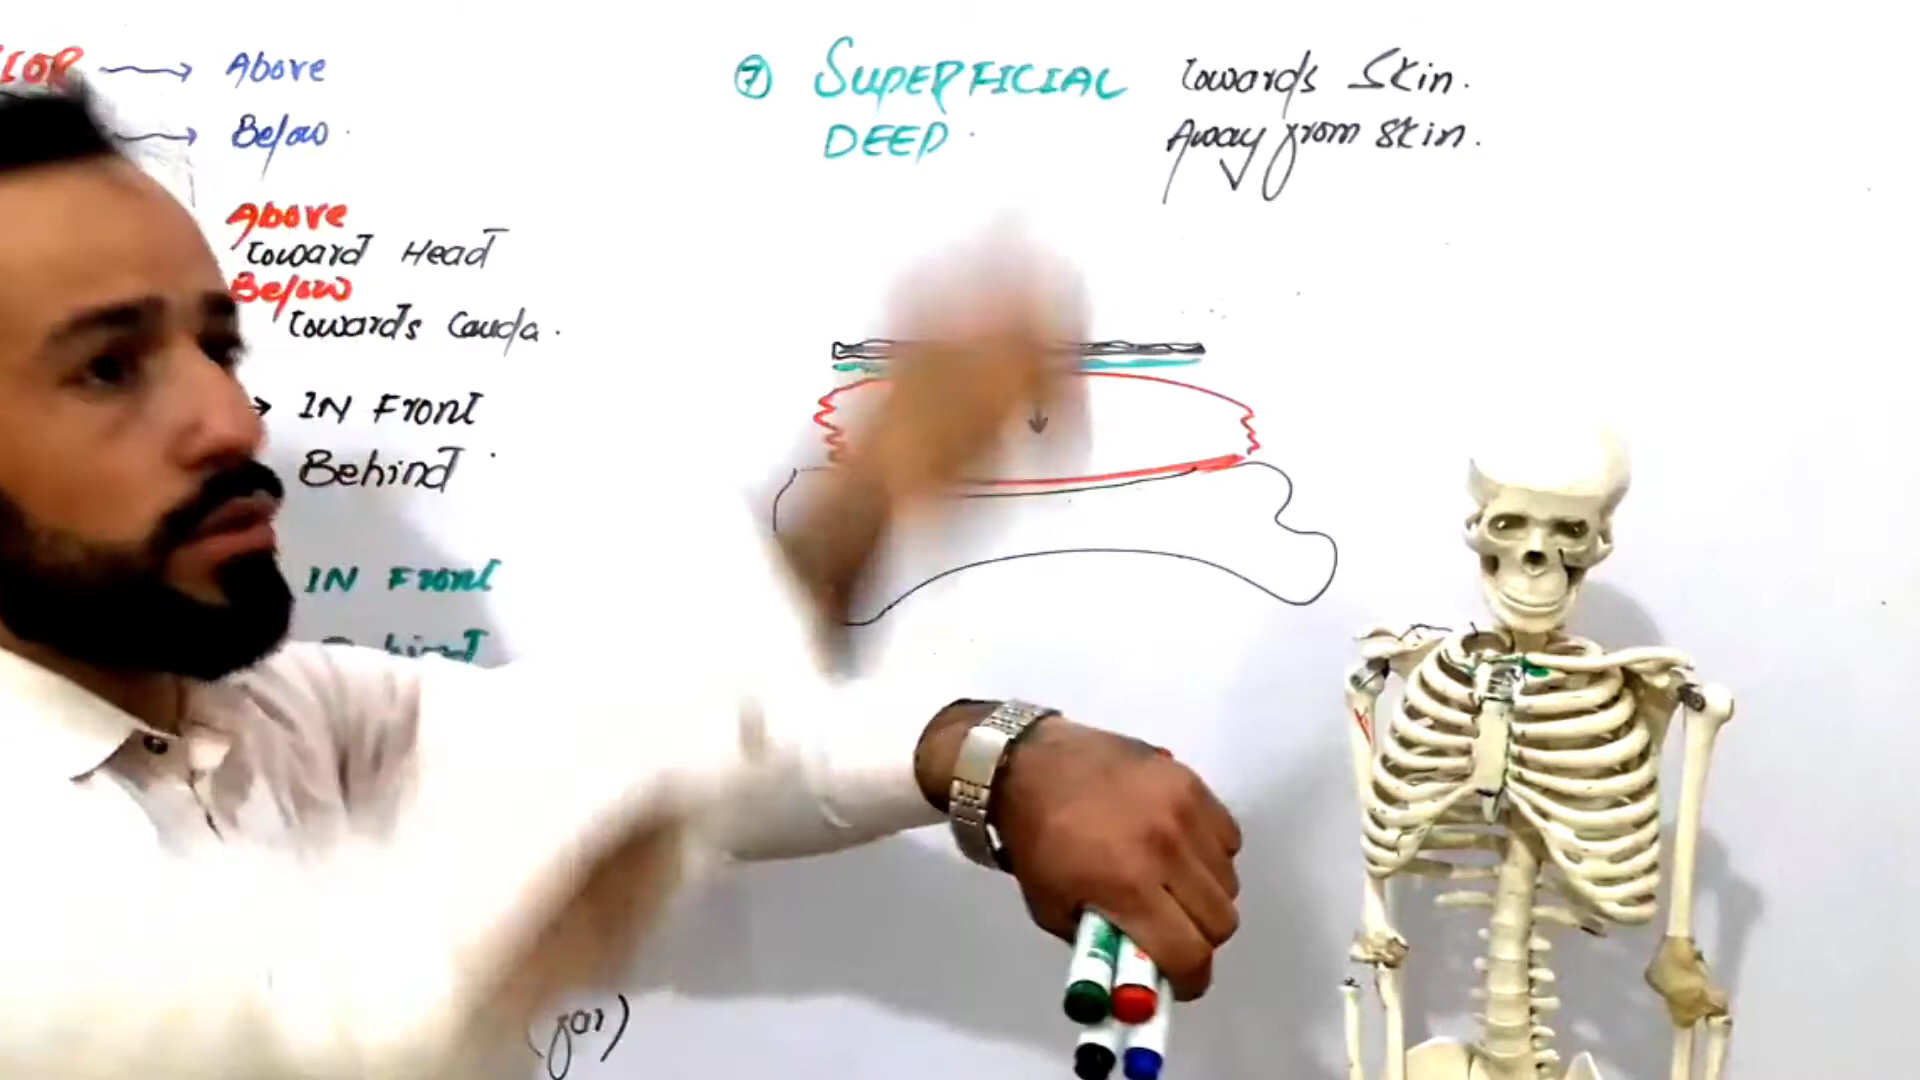 Above
Below
Above
Toward Head
Below
Towards Cauda.
→ IN Front
Behind
IN Front
(far)
⑦ SUPERFICIAL towards Skin.
DEEP Away from skin.